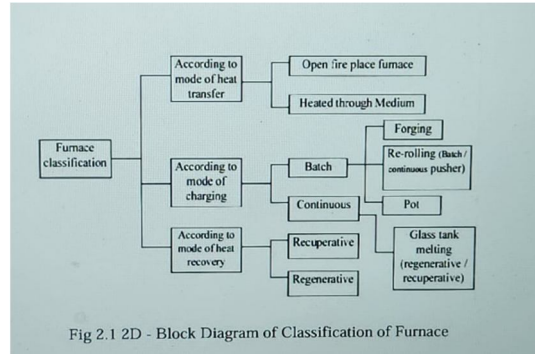 According to
mode of heat
transfer
Open fire place furnace
Heated through Medium
Furnace
classification
According to
mode of
charging
Batch
Continuous
Forging
Re-rolling (Batch /
continuous pusher)
Pot
Glass tank
melting
(regenerative /
recuperative)
According to
mode of heat
recovery
Recuperative
Regenerative
Fig 2.1 2D - Block Diagram of Classification of Furnace